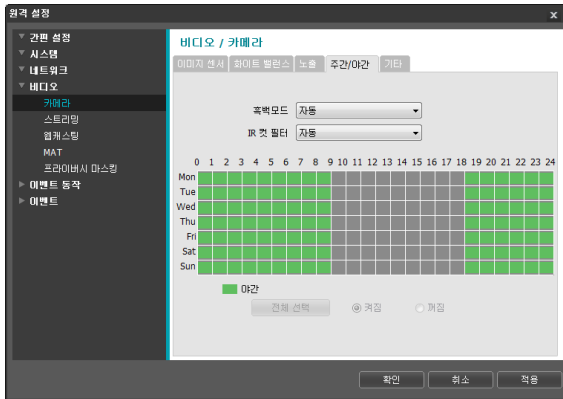 원격 설정
x
간편 설정
시스템
네트워크
비디오
카메라
스트리밍
웹캐스팅
MAT
프라이버시 마스킹
이벤트 동작
이벤트
비디오 / 카메라
이미지 센서 화이트 밸런스 노출 주간/야간 기타
흑백모드 자동
IR 컷 필터 자동
0 1 2 3 4 5 6 7 8 9 10 11 12 13 14 15 16 17 18 19 20 21 22 23 24
Mon
Tue
Wed
Thu
Fri
Sat
Sun
야간
전체 선택 켜짐 꺼짐
확인 취소 적용